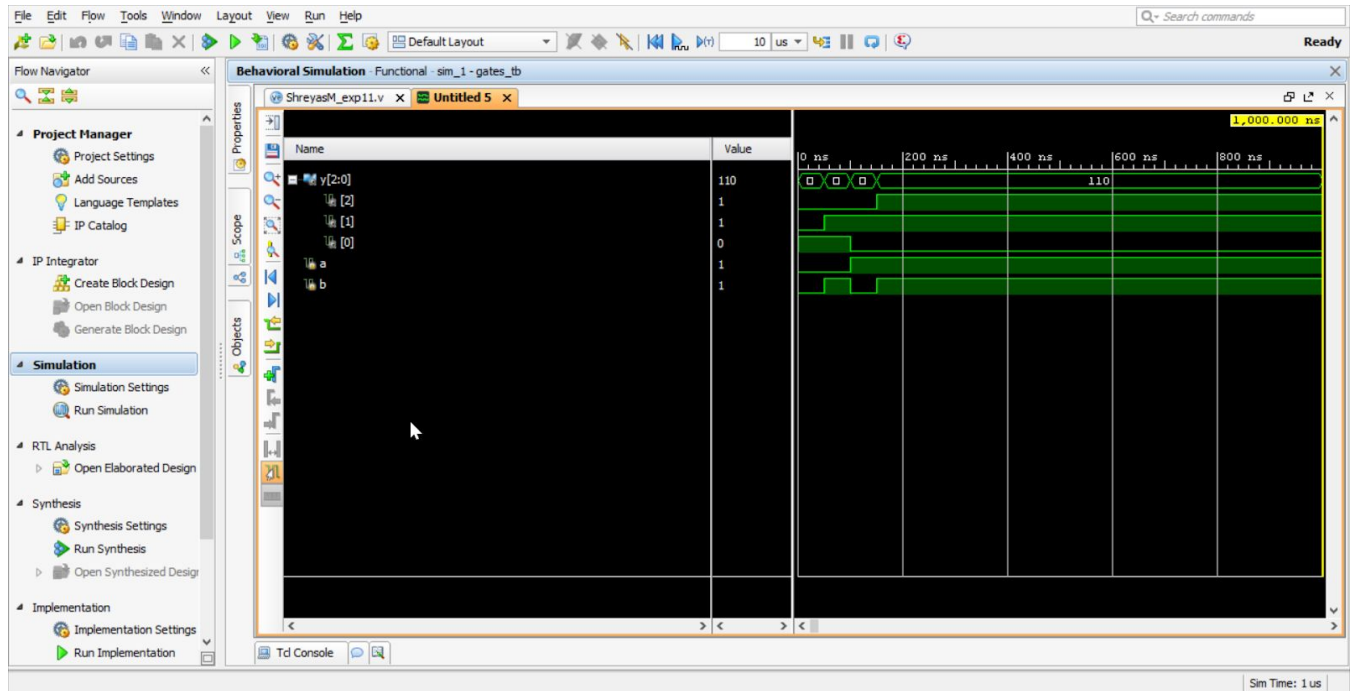 File Edit Flow Tools Window Layout View Run Help
Q- Search commands
Default Layout
10 us
Ready
Flow Navigator
Behavioral Simulation - Functional - sim_1 - gates_tb
Project Manager
Project Settings
Add Sources
Language Templates
IP Catalog
IP Integrator
Create Block Design
Open Block Design
Generate Block Design
Simulation
Simulation Settings
Run Simulation
RTL Analysis
Open Elaborated Design
Synthesis
Synthesis Settings
Run Synthesis
Open Synthesized Desig
Implementation
Implementation Settings
Run Implementation
Properties
Scope
Objects
ShreyasM_exp11.v
Untitled 5
1,000.000 ns
Name Value
0 ns 200 ns 400 ns 600 ns 800 ns
y[2:0] 110 110
[2] 1
[1] 1
[0] 0
a 1
b 1
Tcl Console
Sim Time: 1 us